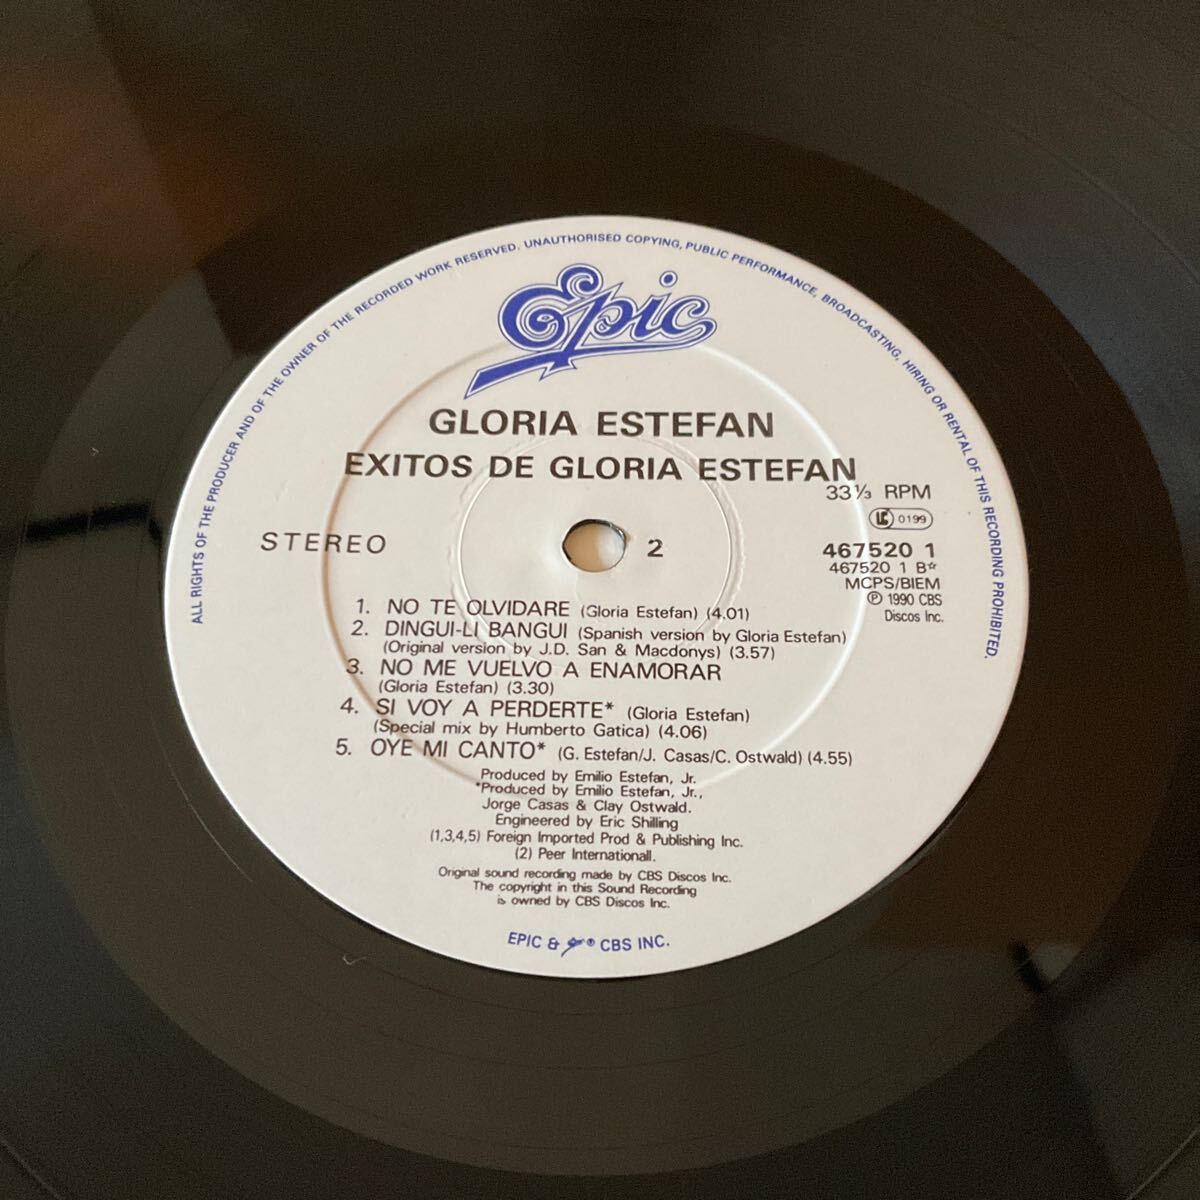 ALL RIGHTS OF THE PRODUCER AND OF THE OWNER OF THE RECORDED WORK RESERVED. UNAUTHORISED COPYING, PUBLIC PERFORMANCE, BROADCASTING, HIRING OR RENTAL OF THIS RECORDING PROHIBITED.
Epic
GLORIA ESTEFAN
EXITOS DE GLORIA ESTEFAN
33⅓ RPM
LC 0199
STEREO
2
467520 1
467520 1 B☆
MCPS/BIEM
℗ 1990 CBS
Discos Inc.
1. NO TE OLVIDARE (Gloria Estefan) (4.01)
2. DINGUI-LI BANGUI (Spanish version by Gloria Estefan)
(Original version by J.D. San & Macdonys) (3.57)
3. NO ME VUELVO A ENAMORAR
(Gloria Estefan) (3.30)
4. SI VOY A PERDERTE* (Gloria Estefan)
(Special mix by Humberto Gatica) (4.06)
5. OYE MI CANTO* (G. Estefan/J. Casas/C. Ostwald) (4.55)
Produced by Emilio Estefan, Jr.
*Produced by Emilio Estefan, Jr.,
Jorge Casas & Clay Ostwald.
Engineered by Eric Shilling
(1,3,4,5) Foreign Imported Prod & Publishing Inc.
(2) Peer Internationall.
Original sound recording made by CBS Discos Inc.
The copyright in this Sound Recording
is owned by CBS Discos Inc.
EPIC & ® CBS INC.